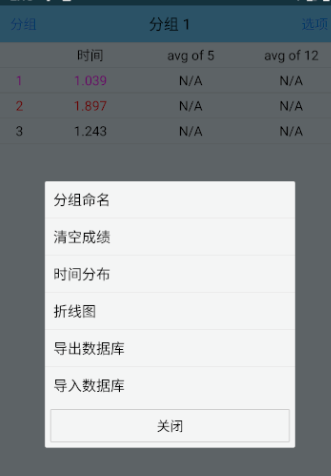 分组 分组 1 选项
时间 avg of 5 avg of 12
1 1.039 N/A N/A
2 1.897 N/A N/A
3 1.243 N/A N/A
分组命名
清空成绩
时间分布
折线图
导出数据库
导入数据库
关闭